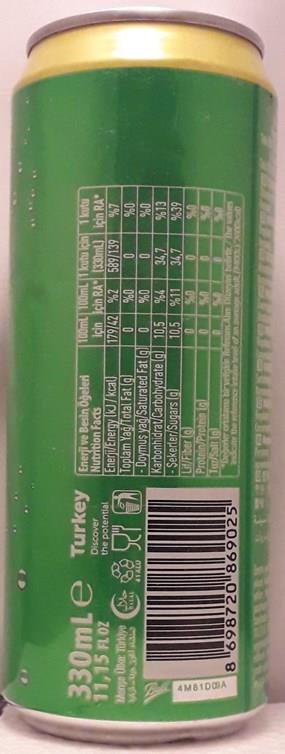 Enerji ve Besin Öğeleri
Nutrition Facts
100mL için 100mL için RA* 1 kutu için (330mL) 1 kutu için RA*
Enerji/Energy (kJ / kcal) 179/42 %2 589/139 %7
Toplam Yağ/Total Fat (g) 0 %0 0 %0
- Doymuş yağ/Saturated Fat (g) 0 %0 0 %0
Karbonhidrat/Carbohydrate (g) 10,5 %4 34,7 %13
- Şekerler/Sugars (g) 10,5 %11 34,7 %39
Lif/Fiber (g) 0 %0 0 %0
Protein/Protein (g) 0 %0 0 %0
Tuz/Salt (g) 0 %0 0 %0
330mL e
11,15 FL OZ
Turkey
Discover
the potential
Menşe Ülke: Türkiye
8 698720 869025
4M81D09A